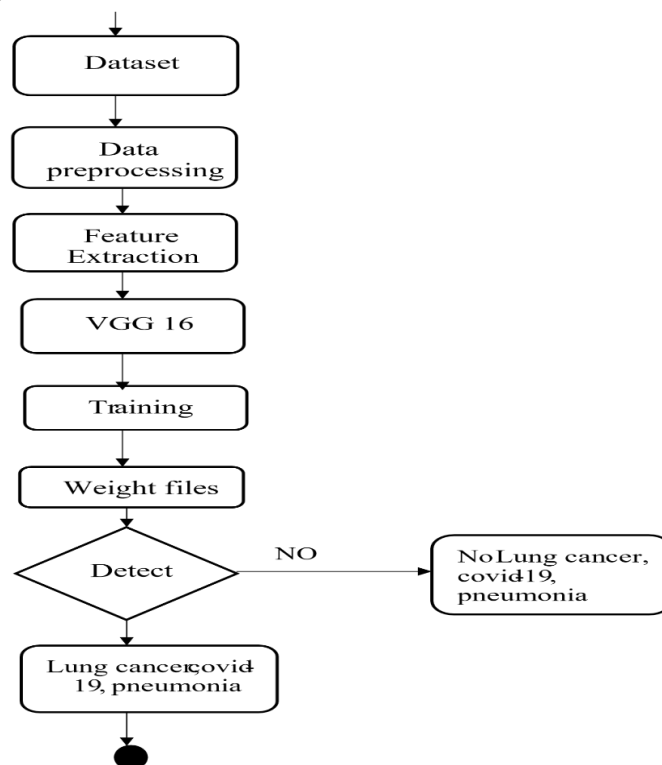 Dataset
Data
preprocessing
Feature
Extraction
VGG 16
Training
Weight files
Detect
NO
No Lung cancer,
covid-19,
pneumonia
Lung cancer,covid-
19, pneumonia